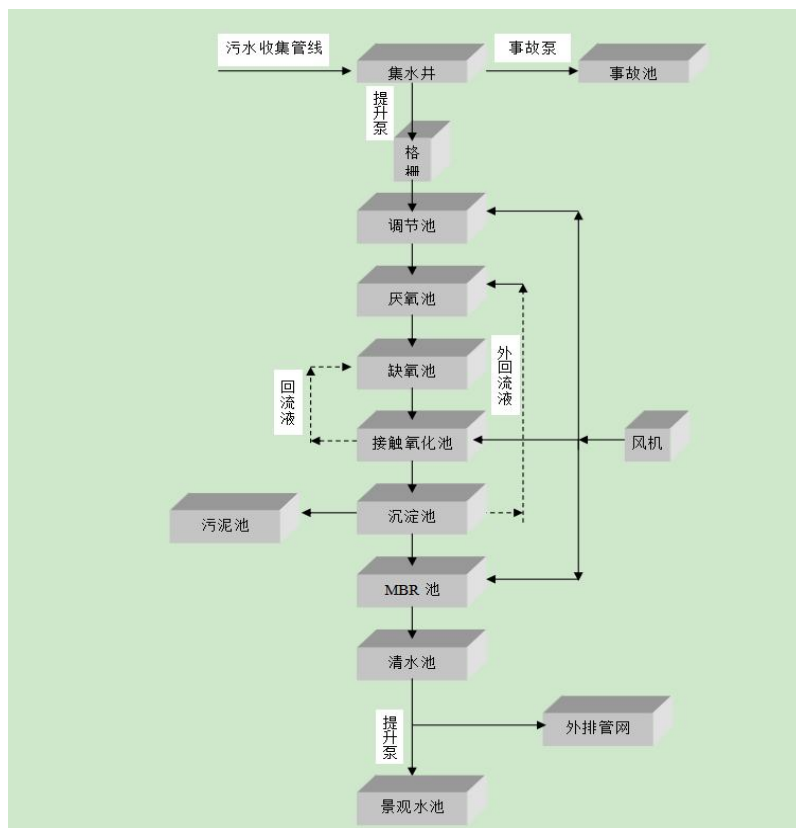 污水收集管线
集水井
事故泵
事故池
提升泵
格栅
调节池
厌氧池
缺氧池
回流液
外回流液
接触氧化池
风机
沉淀池
污泥池
MBR 池
清水池
提升泵
外排管网
景观水池